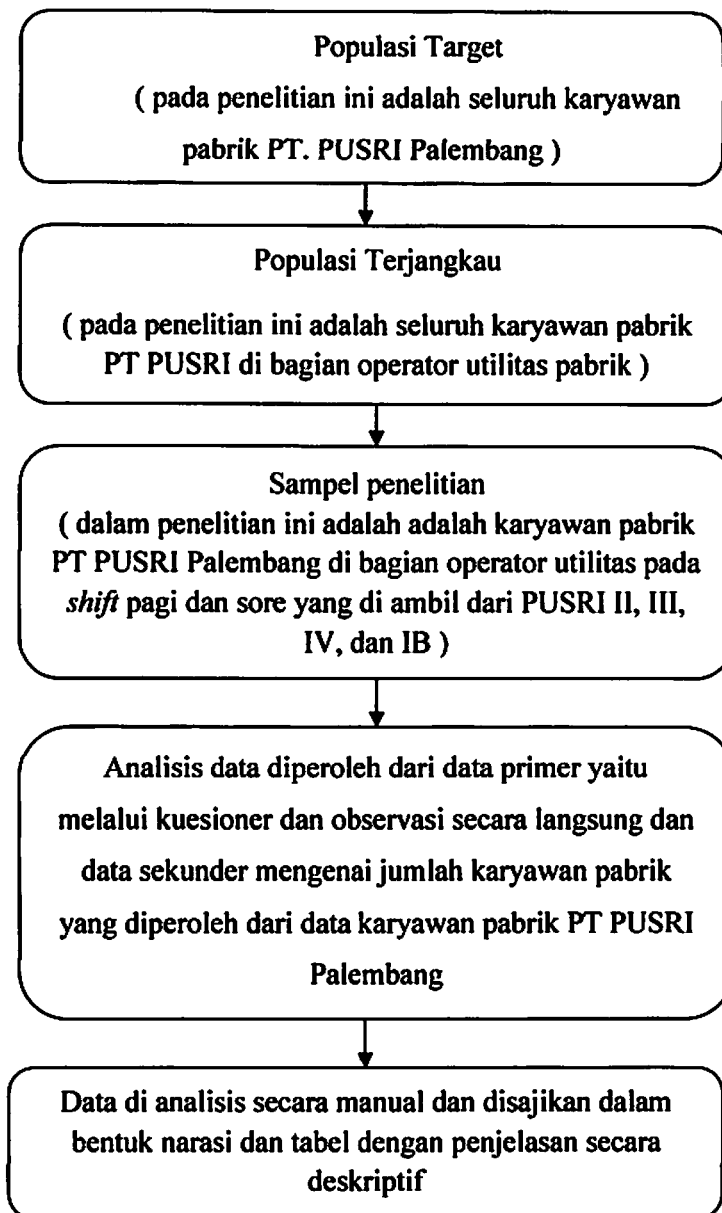 Populasi Target
( pada penelitian ini adalah seluruh karyawan
pabrik PT. PUSRI Palembang )
Populasi Terjangkau
( pada penelitian ini adalah seluruh karyawan pabrik
PT PUSRI di bagian operator utilitas pabrik )
Sampel penelitian
( dalam penelitian ini adalah adalah karyawan pabrik
PT PUSRI Palembang di bagian operator utilitas pada
shift pagi dan sore yang di ambil dari PUSRI II, III,
IV, dan IB )
Analisis data diperoleh dari data primer yaitu
melalui kuesioner dan observasi secara langsung dan
data sekunder mengenai jumlah karyawan pabrik
yang diperoleh dari data karyawan pabrik PT PUSRI
Palembang
Data di analisis secara manual dan disajikan dalam
bentuk narasi dan tabel dengan penjelasan secara
deskriptif